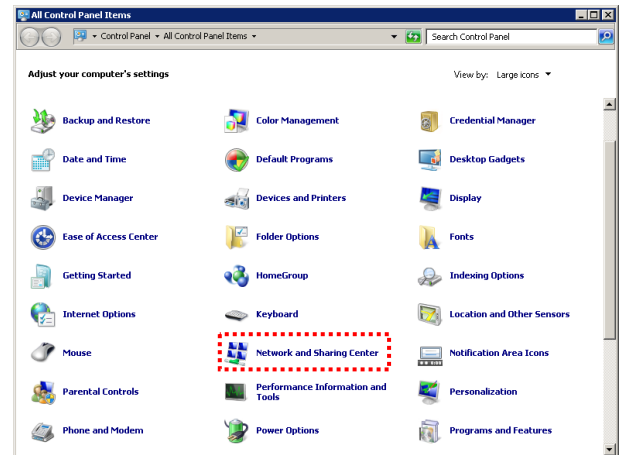 All Control Panel Items
Control Panel All Control Panel Items
Search Control Panel
Adjust your computer's settings
View by: Large icons
Backup and Restore
Color Management
Credential Manager
Date and Time
Default Programs
Desktop Gadgets
Device Manager
Devices and Printers
Display
Ease of Access Center
Folder Options
Fonts
Getting Started
HomeGroup
Indexing Options
Internet Options
Keyboard
Location and Other Sensors
Mouse
Network and Sharing Center
Notification Area Icons
Parental Controls
Performance Information and
Tools
Personalization
Phone and Modem
Power Options
Programs and Features